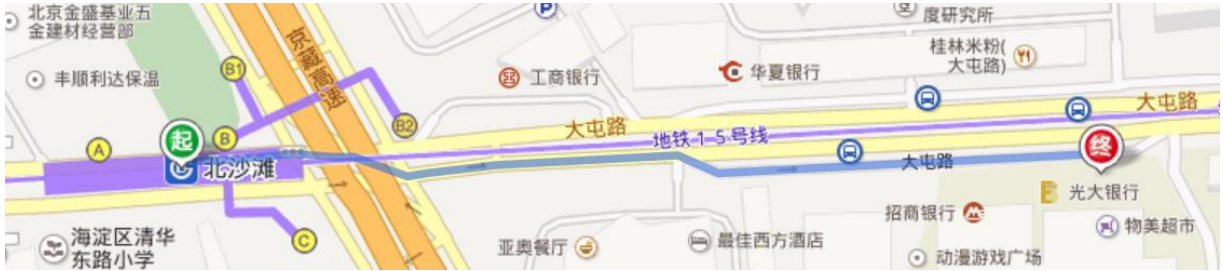 北京金盛基业五
金建材经营部
丰顺利达保温
京藏高速
P
度研究所
桂林米粉(
大屯路)
工商银行
华夏银行
B1
B2
B
A
起
北沙滩
大屯路
地铁15号线
大屯路
大屯路
终
光大银行
招商银行
物美超市
C
海淀区清华
东路小学
亚奥餐厅
最佳西方酒店
动漫游戏广场